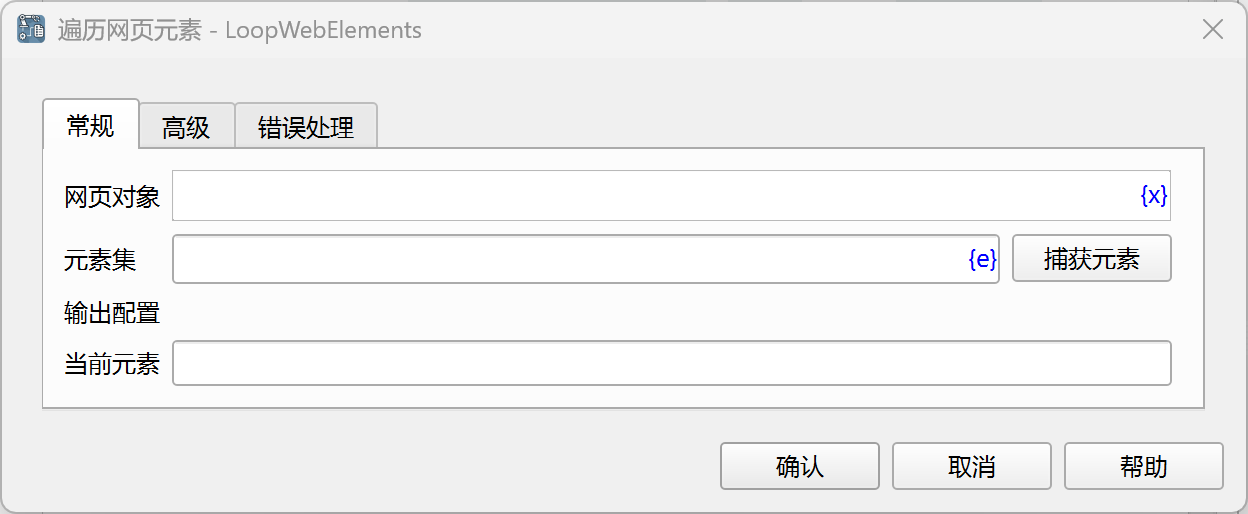 遍历网页元素 - LoopWebElements
常规 高级 错误处理
网页对象 {x}
元素集 {e} 捕获元素
输出配置
当前元素
确认 取消 帮助